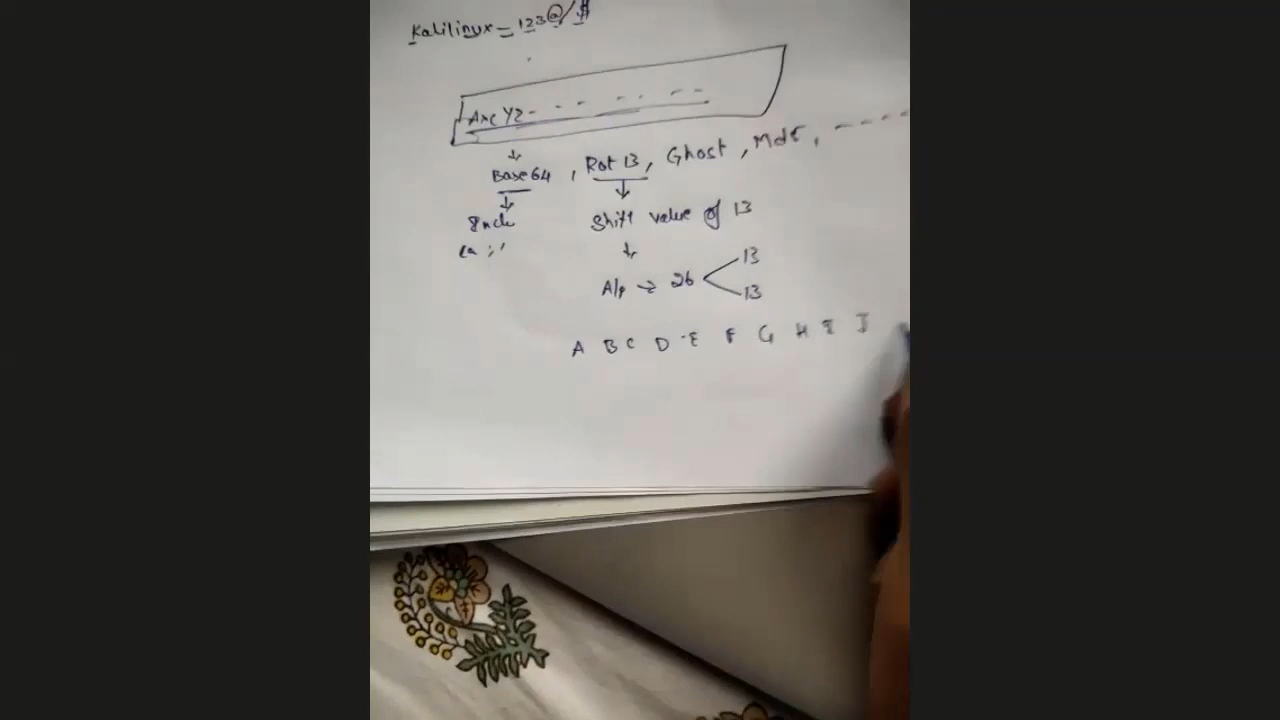 Kalilinux = 123@/$
AxcYZ- - - - - - -
Base64 , Rot 13 , Ghost , Md5 , - - - -
Shift value of 13
Alp → 26 13
13
A B C D E F G H I J